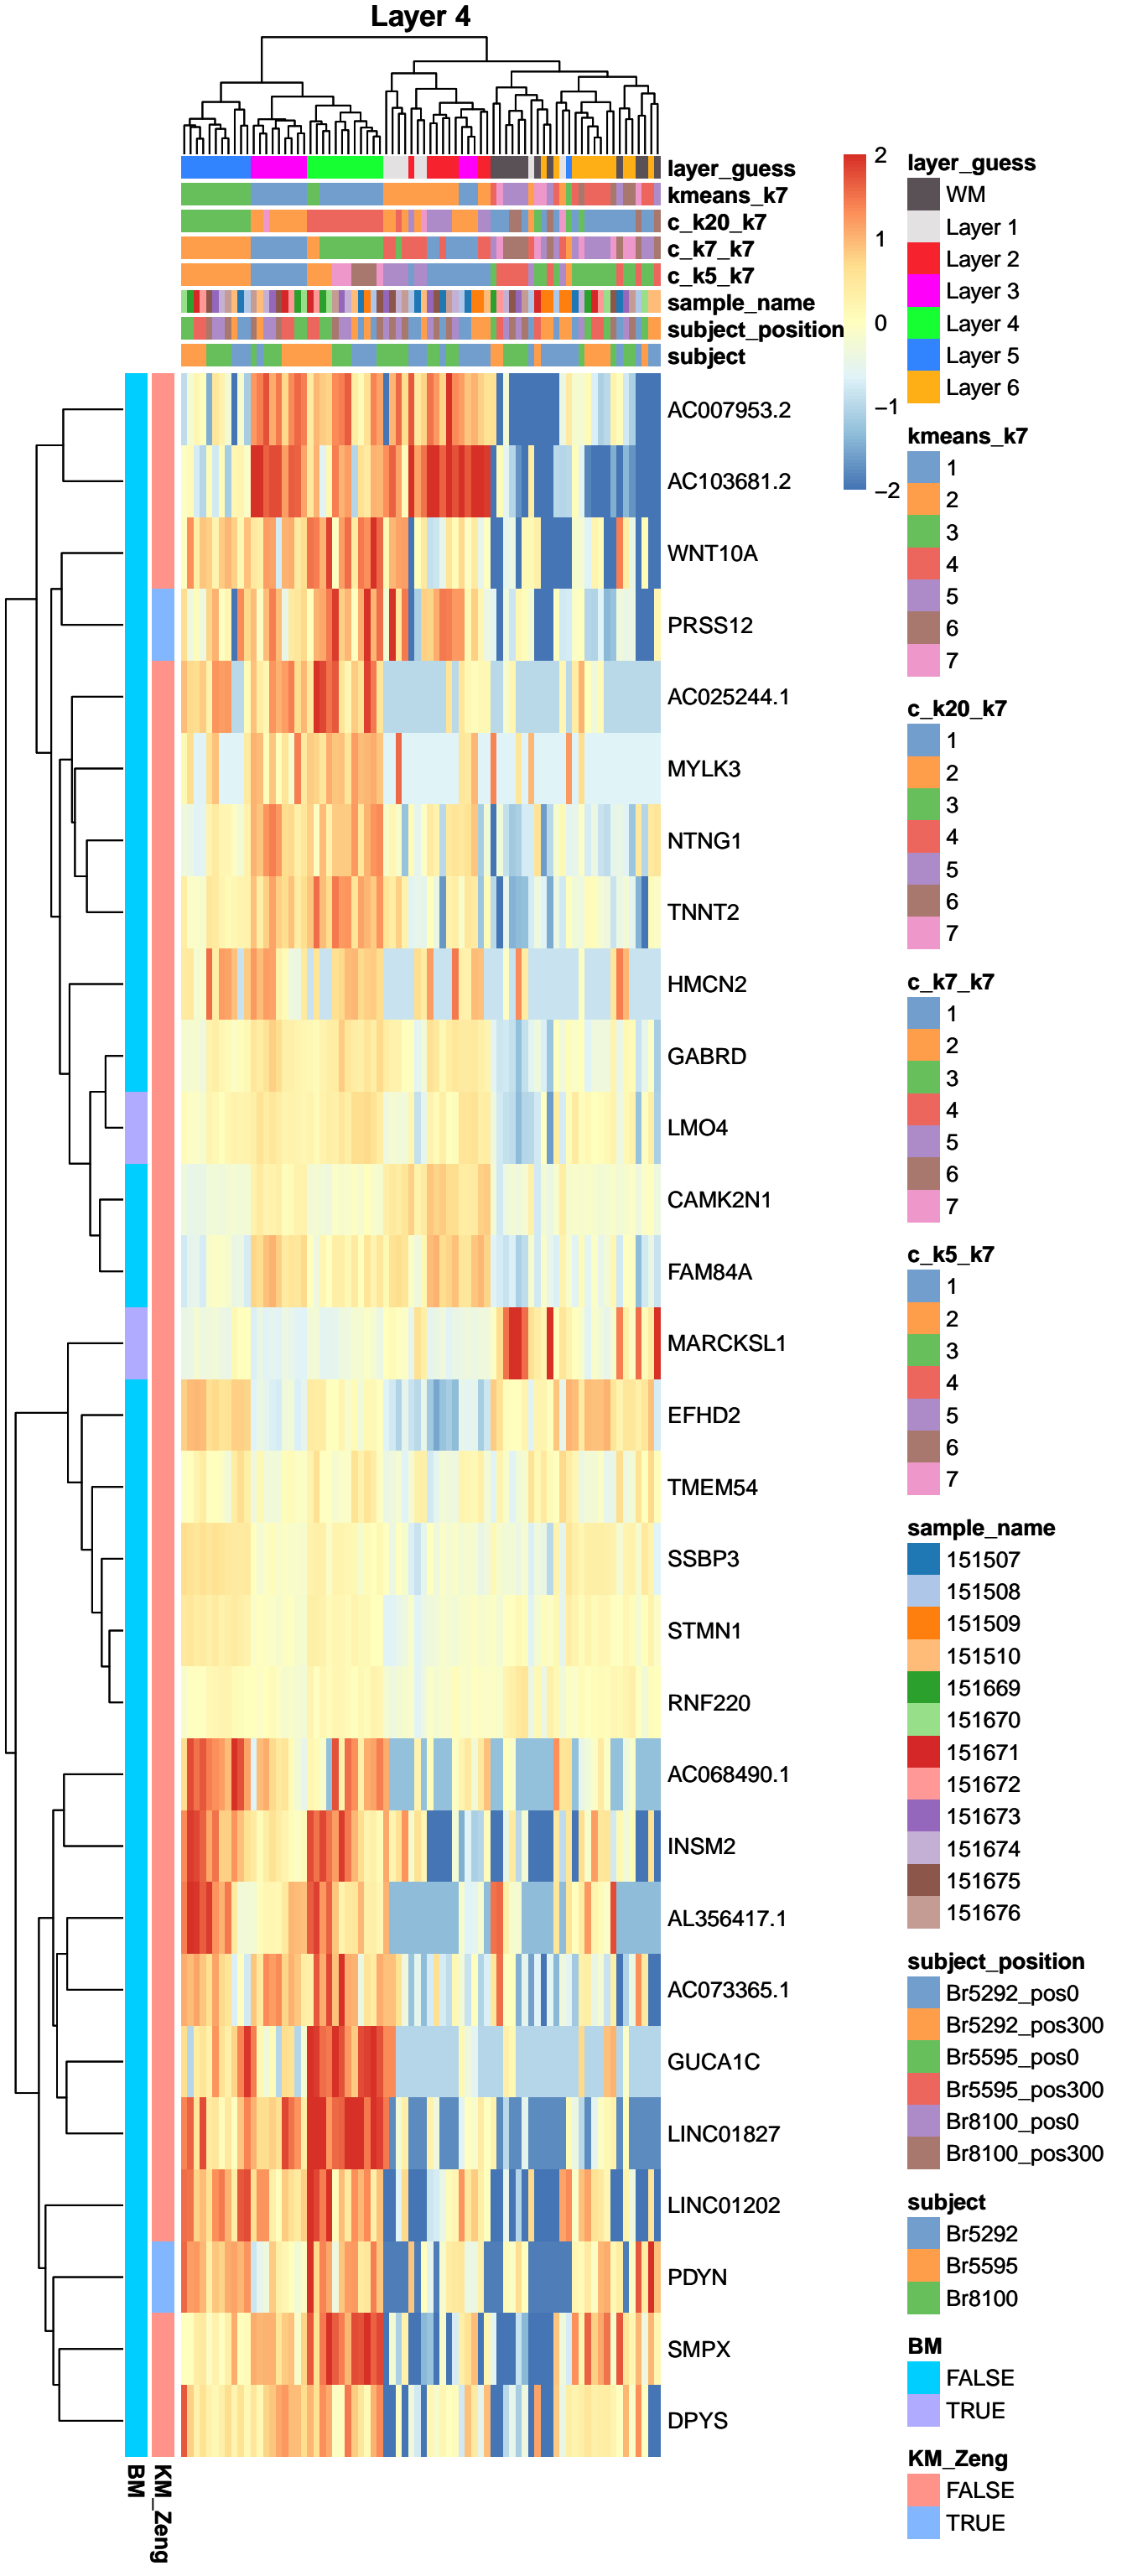 Layer 4
layer_guess
kmeans_k7
c_k20_k7
c_k7_k7
c_k5_k7
sample_name
subject_position
subject
AC007953.2
AC103681.2
WNT10A
PRSS12
AC025244.1
MYLK3
NTNG1
TNNT2
HMCN2
GABRD
LMO4
CAMK2N1
FAM84A
MARCKSL1
EFHD2
TMEM54
SSBP3
STMN1
RNF220
AC068490.1
INSM2
AL356417.1
AC073365.1
GUCA1C
LINC01827
LINC01202
PDYN
SMPX
DPYS
BM
KM_Zeng
2
1
0
−1
−2
layer_guess
WM
Layer 1
Layer 2
Layer 3
Layer 4
Layer 5
Layer 6
kmeans_k7
1
2
3
4
5
6
7
c_k20_k7
1
2
3
4
5
6
7
c_k7_k7
1
2
3
4
5
6
7
c_k5_k7
1
2
3
4
5
6
7
sample_name
151507
151508
151509
151510
151669
151670
151671
151672
151673
151674
151675
151676
subject_position
Br5292_pos0
Br5292_pos300
Br5595_pos0
Br5595_pos300
Br8100_pos0
Br8100_pos300
subject
Br5292
Br5595
Br8100
BM
FALSE
TRUE
KM_Zeng
FALSE
TRUE